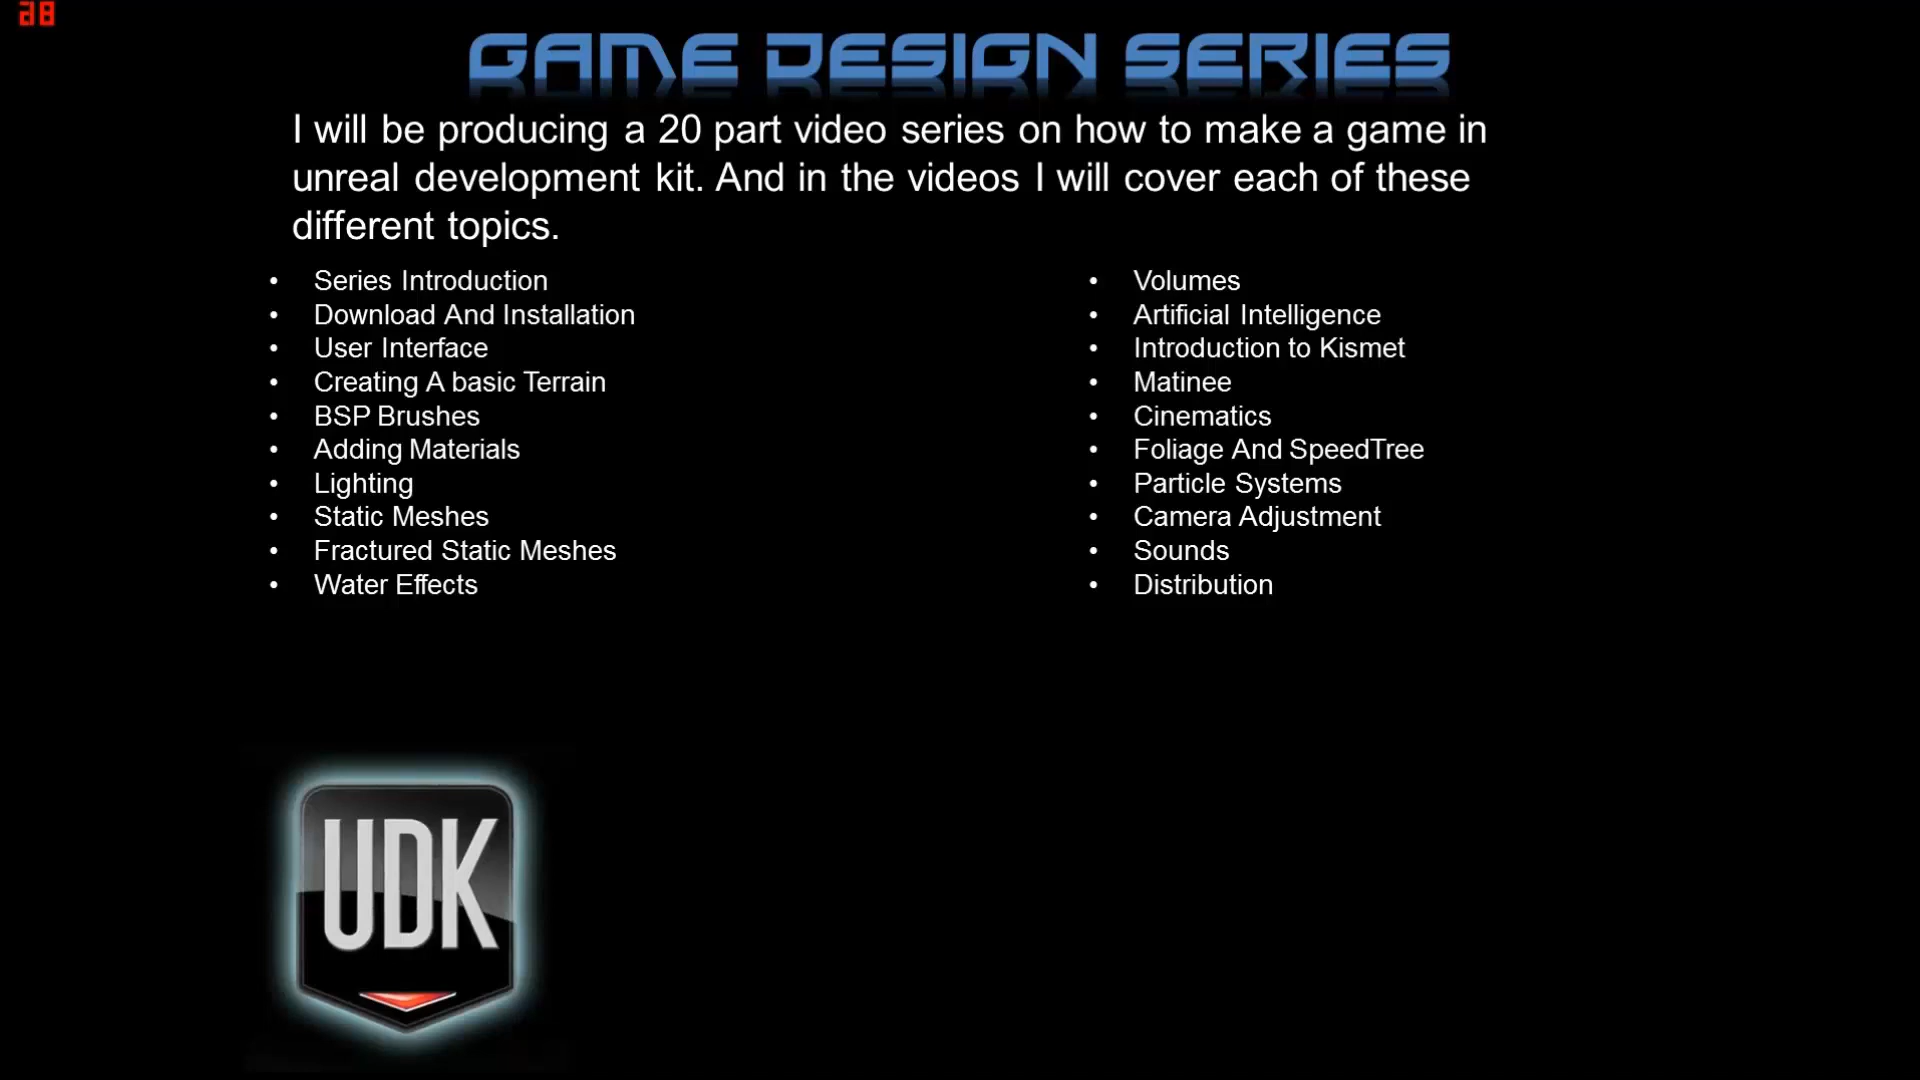 28
GAME DESIGN SERIES
I will be producing a 20 part video series on how to make a game in
unreal development kit. And in the videos I will cover each of these
different topics.
• Series Introduction
• Download And Installation
• User Interface
• Creating A basic Terrain
• BSP Brushes
• Adding Materials
• Lighting
• Static Meshes
• Fractured Static Meshes
• Water Effects
• Volumes
• Artificial Intelligence
• Introduction to Kismet
• Matinee
• Cinematics
• Foliage And SpeedTree
• Particle Systems
• Camera Adjustment
• Sounds
• Distribution
UDK